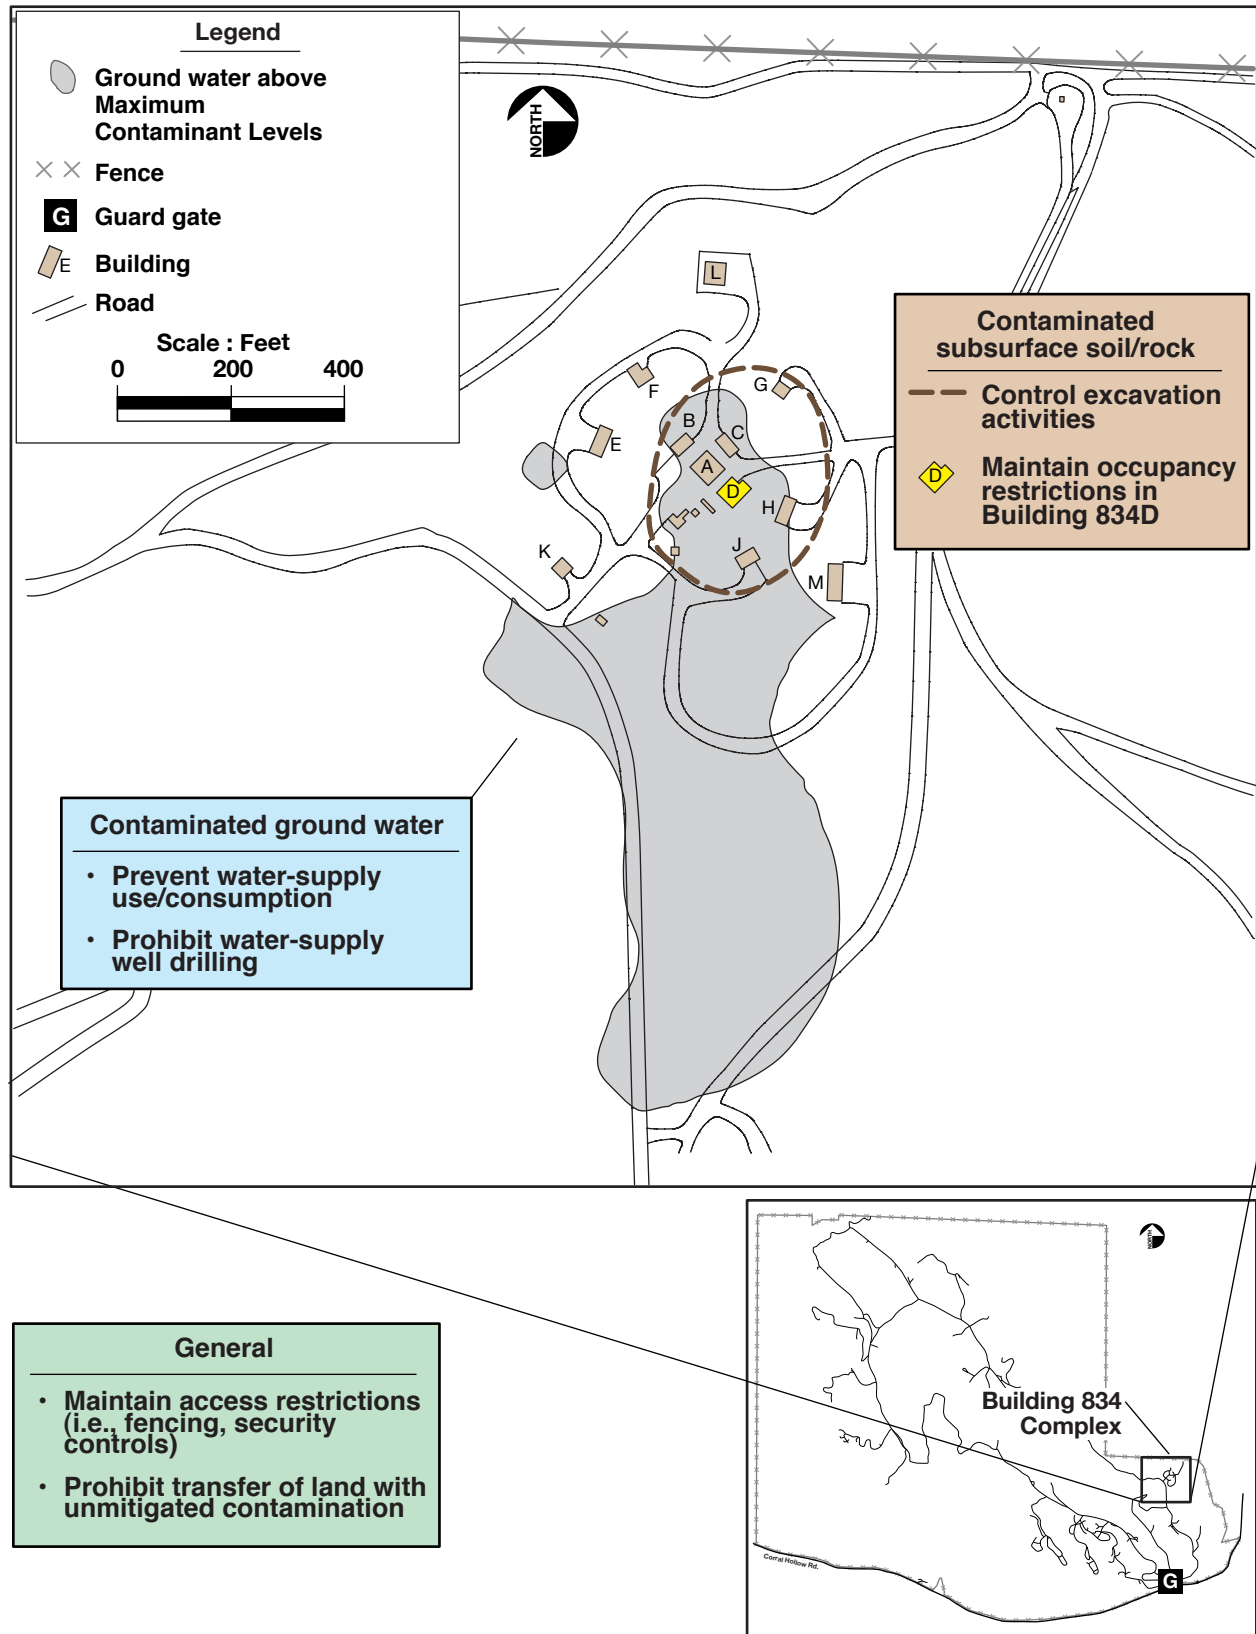 Legend
Ground water above
Maximum
Contaminant Levels
Fence
G Guard gate
E Building
Road
Scale : Feet
0 200 400
NORTH
L
F
G
B
C
E
A
D
H
K
J
M
Contaminated
subsurface soil/rock
Control excavation
activities
D Maintain occupancy
restrictions in
Building 834D
Contaminated ground water
• Prevent water-supply
use/consumption
• Prohibit water-supply
well drilling
General
• Maintain access restrictions
(i.e., fencing, security
controls)
• Prohibit transfer of land with
unmitigated contamination
NORTH
Building 834
Complex
Corral Hollow Rd.
G